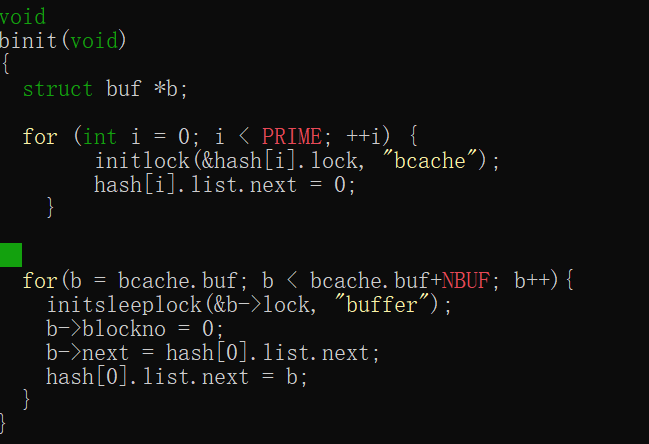 void
binit(void)
{
  struct buf *b;

  for (int i = 0; i < PRIME; ++i) {
        initlock(&hash[i].lock, "bcache");
        hash[i].list.next = 0;
    }

  for(b = bcache.buf; b < bcache.buf+NBUF; b++){
    initsleeplock(&b->lock, "buffer");
    b->blockno = 0;
    b->next = hash[0].list.next;
    hash[0].list.next = b;
  }
}